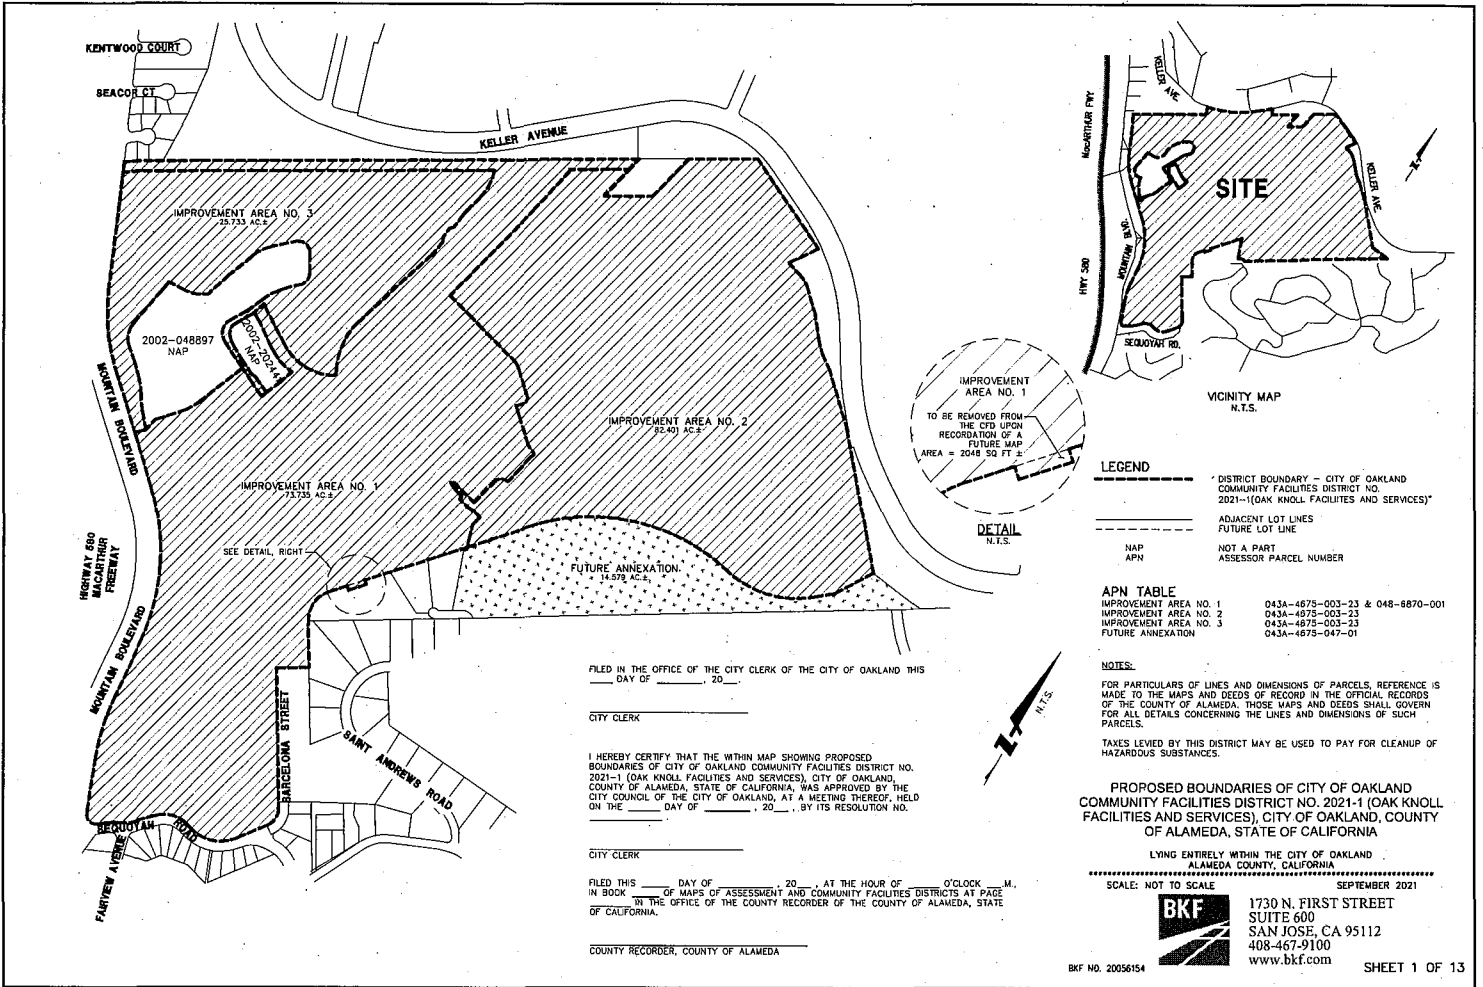 KENTWOOD COURT
SEACOR CT
KELLER AVENUE
IMPROVEMENT AREA NO. 3
25.733 AC.±
2002-048897
NAP
2002-20244
NAP
MOUNTAIN BOULEVARD
IMPROVEMENT AREA NO. 2
82.401 AC.±
IMPROVEMENT AREA NO. 1
73.735 AC.±
SEE DETAIL, RIGHT
FUTURE ANNEXATION
14.579 AC.±
HIGHWAY 580
MACARTHUR
FREEWAY
MOUNTAIN BOULEVARD
BARCELONA STREET
SAINT ANDREWS ROAD
SEQUOYAH ROAD
FAIRVIEW AVENUE
IMPROVEMENT
AREA NO. 1
TO BE REMOVED FROM
THE CFD UPON
RECORDATION OF A
FUTURE MAP
AREA = 2048 SQ FT ±
DETAIL
N.T.S.
FILED IN THE OFFICE OF THE CITY CLERK OF THE CITY OF OAKLAND THIS
____ DAY OF ________, 20__.
CITY CLERK
I HEREBY CERTIFY THAT THE WITHIN MAP SHOWING PROPOSED
BOUNDARIES OF CITY OF OAKLAND COMMUNITY FACILITIES DISTRICT NO.
2021-1 (OAK KNOLL FACILITIES AND SERVICES), CITY OF OAKLAND,
COUNTY OF ALAMEDA, STATE OF CALIFORNIA, WAS APPROVED BY THE
CITY COUNCIL OF THE CITY OF OAKLAND, AT A MEETING THEREOF, HELD
ON THE ______ DAY OF ________, 20__, BY ITS RESOLUTION NO.
____________.
CITY CLERK
FILED THIS _____ DAY OF __________, 20__, AT THE HOUR OF ______ O'CLOCK ___.M.,
IN BOOK _____ OF MAPS OF ASSESSMENT AND COMMUNITY FACILITIES DISTRICTS AT PAGE
_______ IN THE OFFICE OF THE COUNTY RECORDER OF THE COUNTY OF ALAMEDA, STATE
OF CALIFORNIA.
COUNTY RECORDER, COUNTY OF ALAMEDA
Z
N.T.S.
MacARTHUR FWY
HWY 580
KELLER AVE.
Z
SITE
KELLER AVE.
MOUNTAIN BLVD.
SEQUOYAH RD.
VICINITY MAP
N.T.S.
LEGEND
DISTRICT BOUNDARY - CITY OF OAKLAND
COMMUNITY FACILITIES DISTRICT NO.
2021-1(OAK KNOLL FACILIITES AND SERVICES)"
ADJACENT LOT LINES
FUTURE LOT LINE
NAP NOT A PART
APN ASSESSOR PARCEL NUMBER
APN TABLE
IMPROVEMENT AREA NO. 1 043A-4675-003-23 & 048-6870-001
IMPROVEMENT AREA NO. 2 043A-4675-003-23
IMPROVEMENT AREA NO. 3 043A-4675-003-23
FUTURE ANNEXATION 043A-4675-047-01
NOTES:
FOR PARTICULARS OF LINES AND DIMENSIONS OF PARCELS, REFERENCE IS
MADE TO THE MAPS AND DEEDS OF RECORD IN THE OFFICIAL RECORDS
OF THE COUNTY OF ALAMEDA. THOSE MAPS AND DEEDS SHALL GOVERN
FOR ALL DETAILS CONCERNING THE LINES AND DIMENSIONS OF SUCH
PARCELS.
TAXES LEVIED BY THIS DISTRICT MAY BE USED TO PAY FOR CLEANUP OF
HAZARDOUS SUBSTANCES.
PROPOSED BOUNDARIES OF CITY OF OAKLAND
COMMUNITY FACILITIES DISTRICT NO. 2021-1 (OAK KNOLL
FACILITIES AND SERVICES), CITY OF OAKLAND, COUNTY
OF ALAMEDA, STATE OF CALIFORNIA
LYING ENTIRELY WITHIN THE CITY OF OAKLAND
ALAMEDA COUNTY, CALIFORNIA
SCALE: NOT TO SCALE SEPTEMBER 2021
BKF
1730 N. FIRST STREET
SUITE 600
SAN JOSE, CA 95112
408-467-9100
www.bkf.com
BKF NO. 20056154
SHEET 1 OF 13